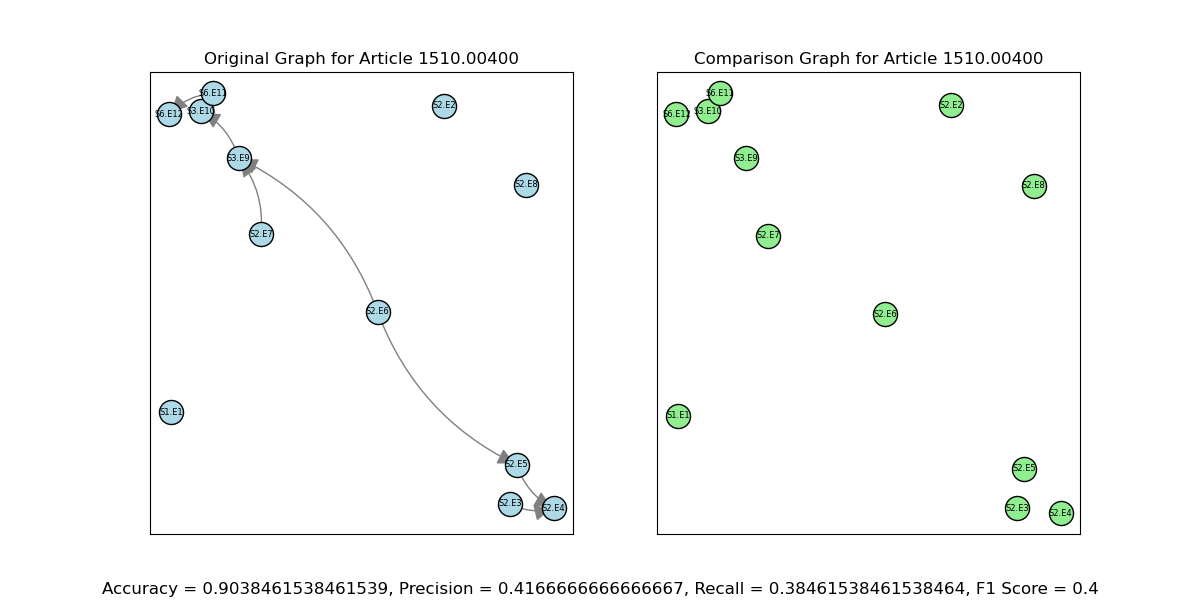 Original Graph for Article 1510.00400
S6.E11
S6.E12
S3.E10
S2.E2
S3.E9
S2.E8
S2.E7
S2.E6
S1.E1
S2.E5
S2.E3
S2.E4
Comparison Graph for Article 1510.00400
S6.E11
S6.E12
S3.E10
S2.E2
S3.E9
S2.E8
S2.E7
S2.E6
S1.E1
S2.E5
S2.E3
S2.E4
Accuracy = 0.9038461538461539, Precision = 0.4166666666666667, Recall = 0.38461538461538464, F1 Score = 0.4